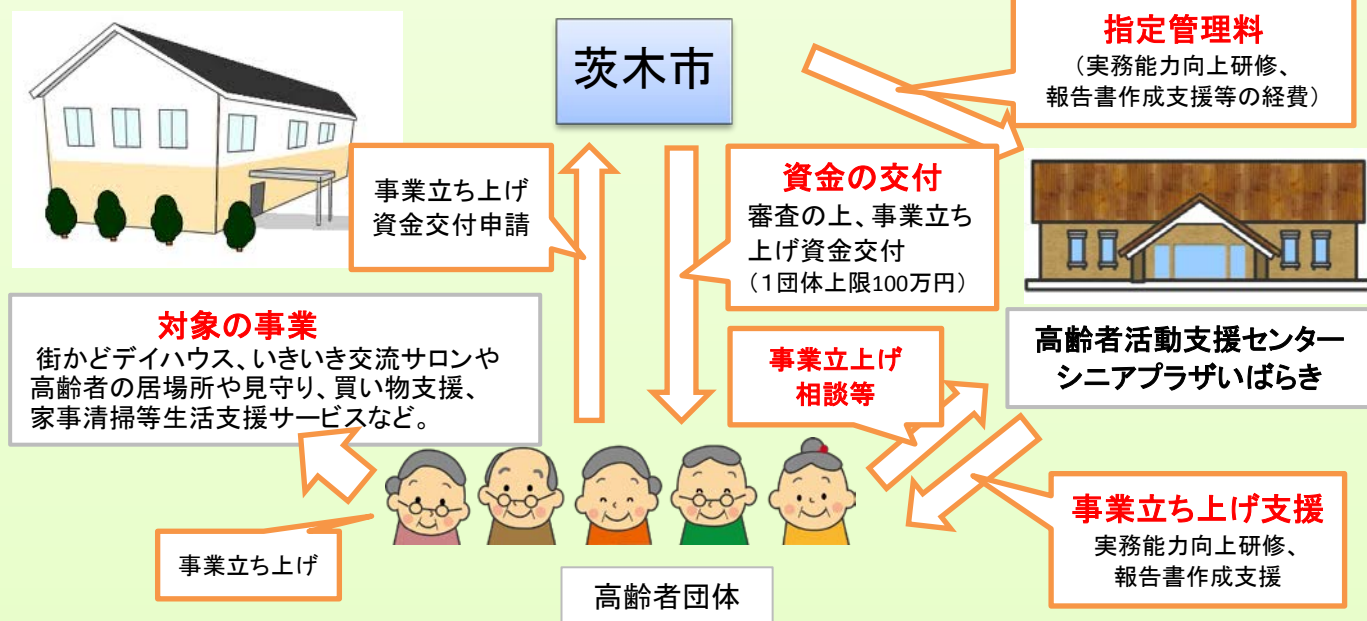 茨木市
指定管理料
（実務能力向上研修、
報告書作成支援等の経費）
事業立ち上げ
資金交付申請
資金の交付
審査の上、事業立ち
上げ資金交付
（１団体上限100万円）
対象の事業
街かどデイハウス、いきいき交流サロンや
高齢者の居場所や見守り、買い物支援、
家事清掃等生活支援サービスなど。
事業立上げ
相談等
高齢者活動支援センター
シニアプラザいばらき
事業立ち上げ支援
実務能力向上研修、
報告書作成支援
事業立ち上げ
高齢者団体